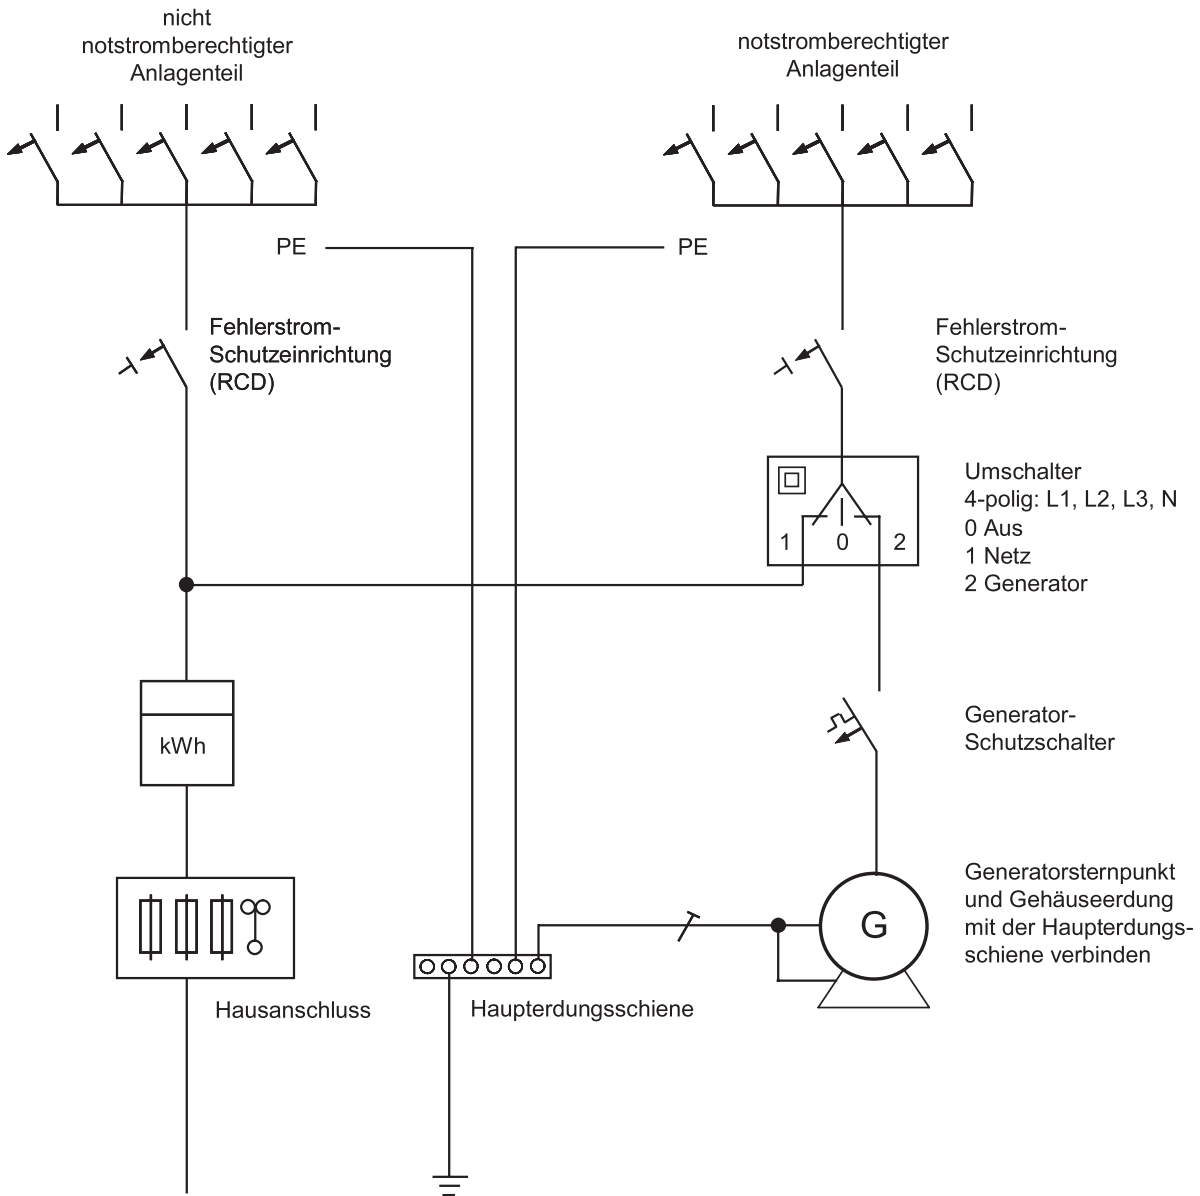 nicht
notstromberechtigter
Anlagenteil
notstromberechtigter
Anlagenteil
PE
PE
Fehlerstrom-
Schutzeinrichtung
(RCD)
Fehlerstrom-
Schutzeinrichtung
(RCD)
1 0 2
Umschalter
4-polig: L1, L2, L3, N
0 Aus
1 Netz
2 Generator
kWh
Generator-
Schutzschalter
G
Generatorsternpunkt
und Gehäuseerdung
mit der Haupterdungs-
schiene verbinden
Hausanschluss
Haupterdungsschiene